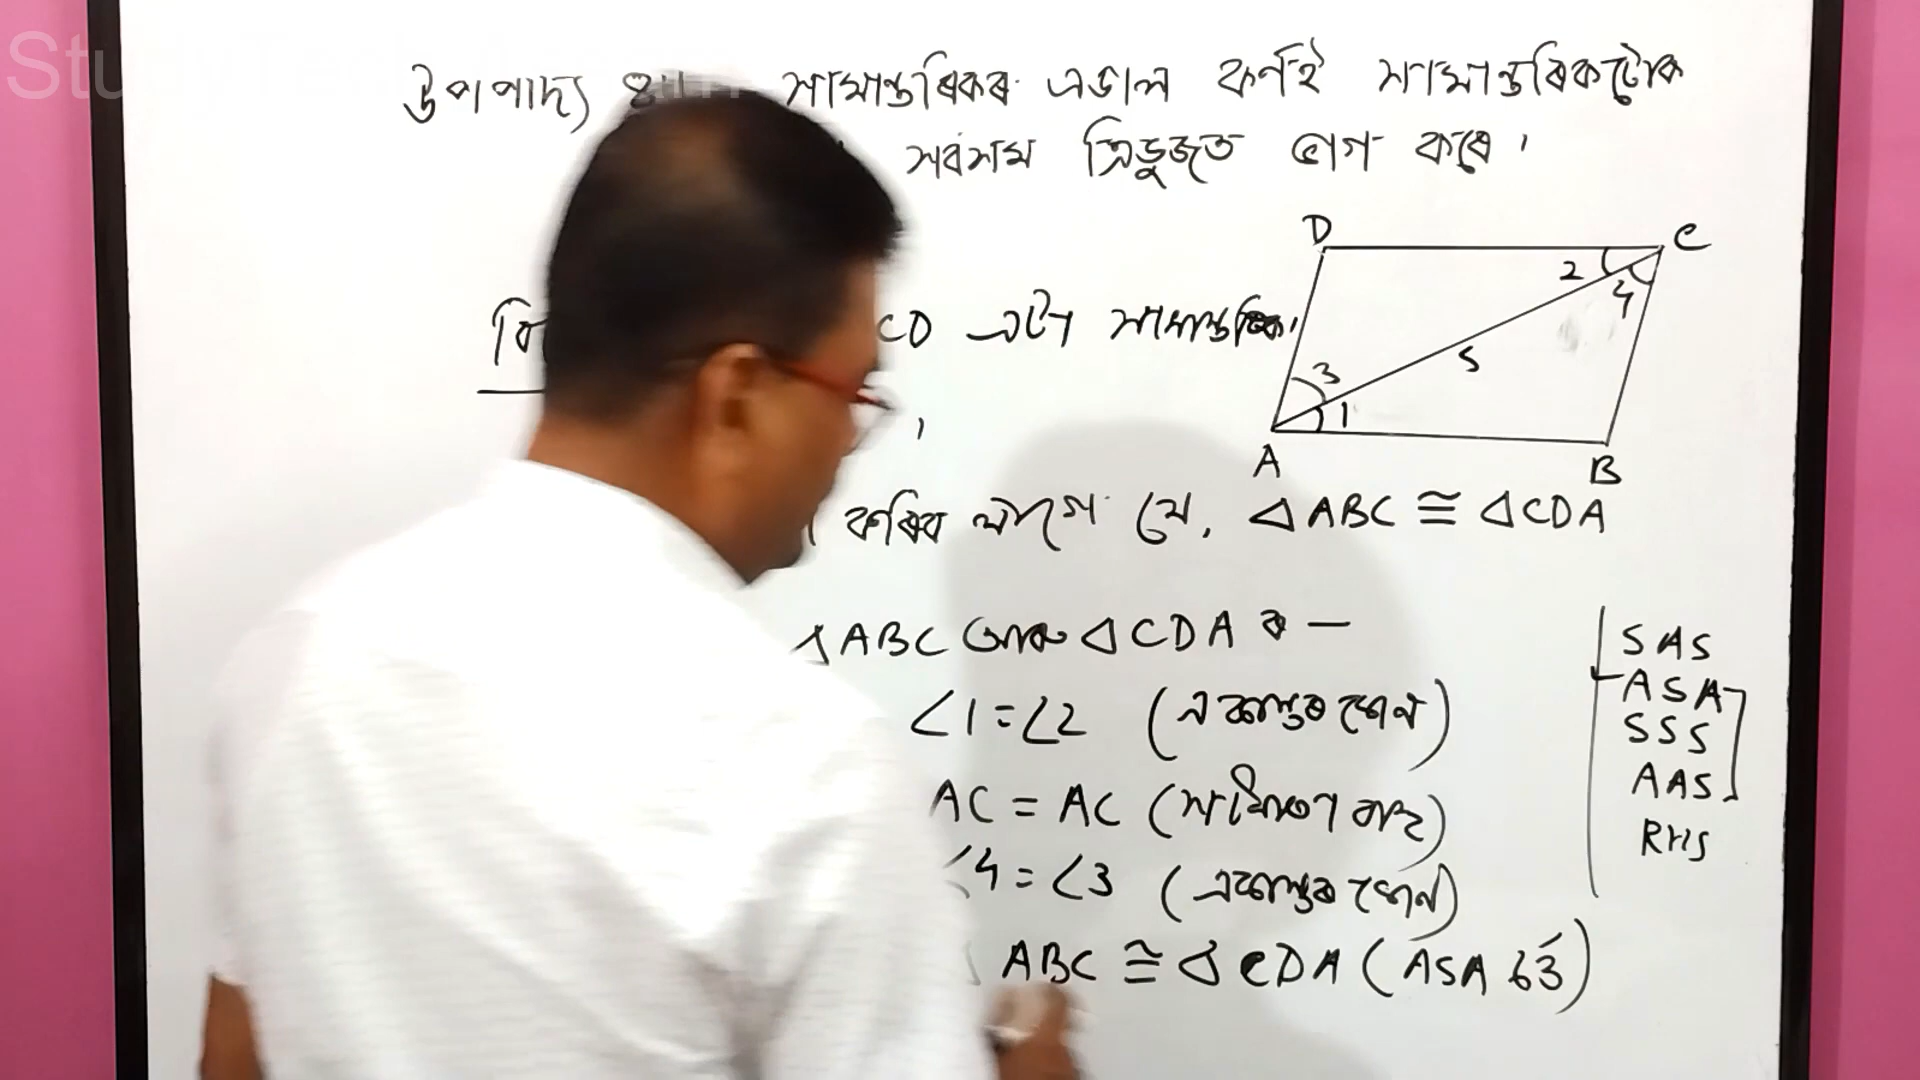 উপপাদ্য সামান্তৰিকৰ এডাল কৰ্ণই সামান্তৰিকটোক
সৰ্বসম ত্ৰিভুজত ভাগ কৰে ।
D C
2 4
CD এটা সামান্তৰিক।
3 1 5
A B
কৰিব লাগে যে, △ABC ≅ △CDA
△ABC আৰু △CDA ৰ —
∠1 = ∠2 (একান্তৰ কোণ)
AC = AC (সাধাৰণ বাহু)
∠4 = ∠3 (একান্তৰ কোণ)
ABC ≅ △CDA (ASA চৰ্ত)
SAS
ASA
SSS
AAS
RHS